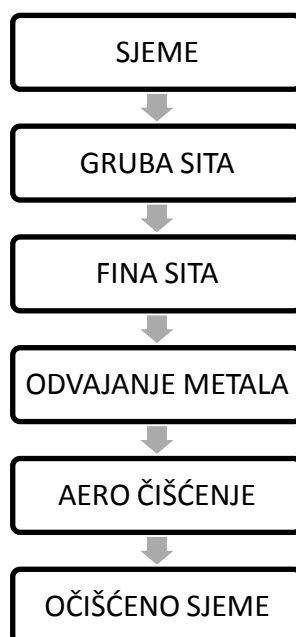 SJEME
GRUBA SITA
FINA SITA
ODVAJANJE METALA
AERO ČIŠĆENJE
OČIŠĆENO SJEME